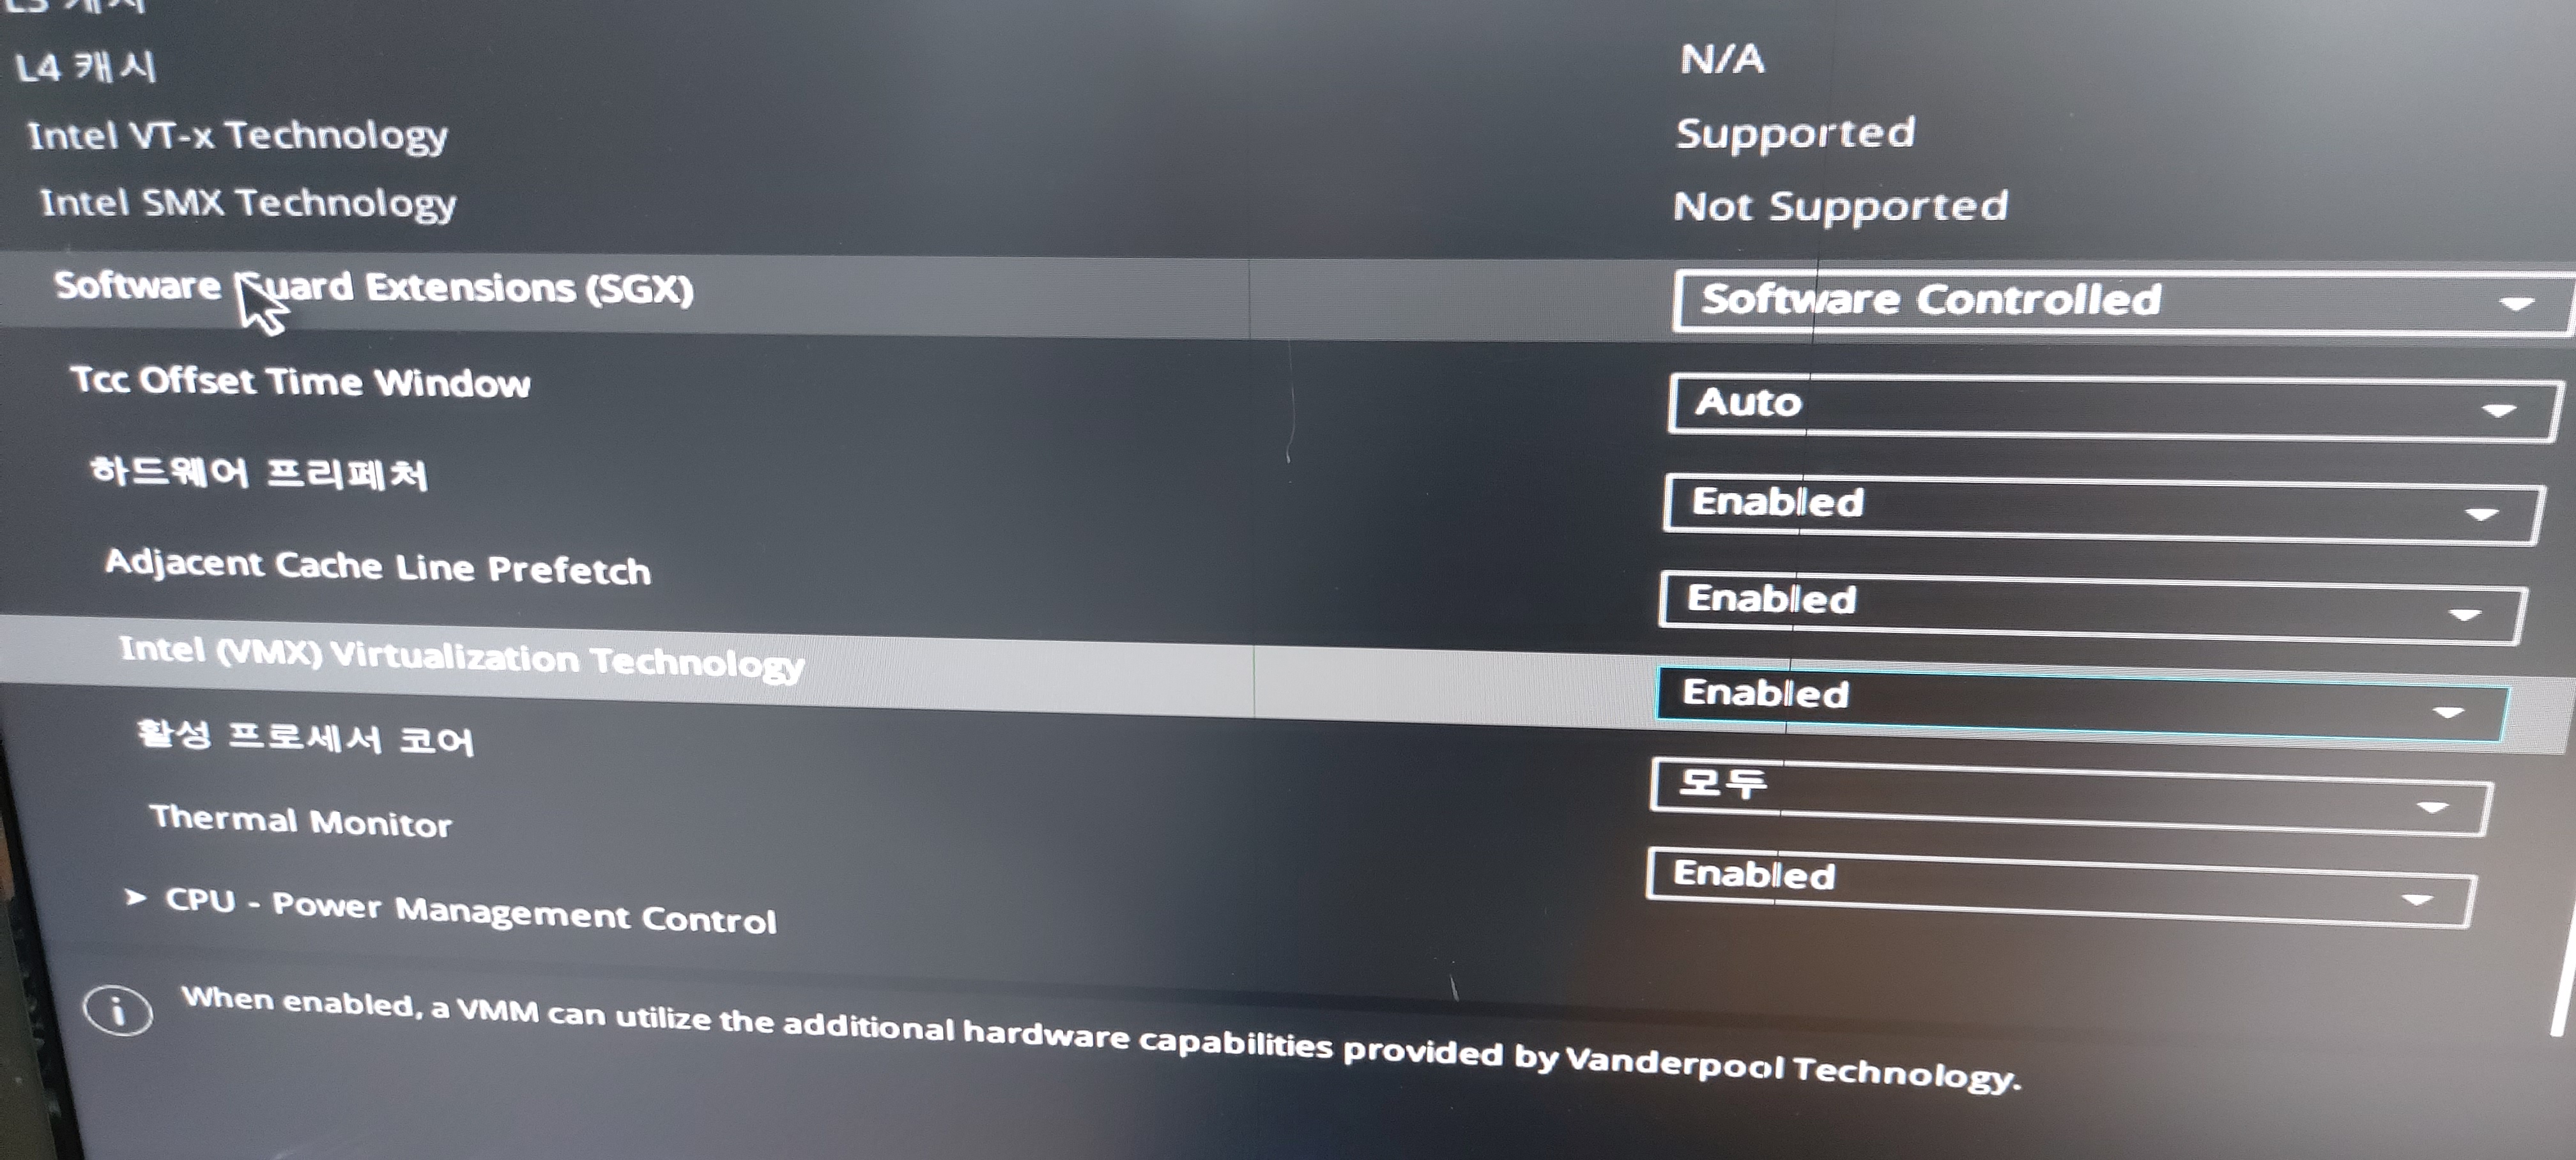 L3 캐시
L4 캐시 N/A
Intel VT-x Technology Supported
Intel SMX Technology Not Supported
Software Guard Extensions (SGX) Software Controlled
Tcc Offset Time Window Auto
하드웨어 프리페처 Enabled
Adjacent Cache Line Prefetch Enabled
Intel (VMX) Virtualization Technology Enabled
활성 프로세서 코어 모두
Thermal Monitor Enabled
➤ CPU - Power Management Control
i When enabled, a VMM can utilize the additional hardware capabilities provided by Vanderpool Technology.